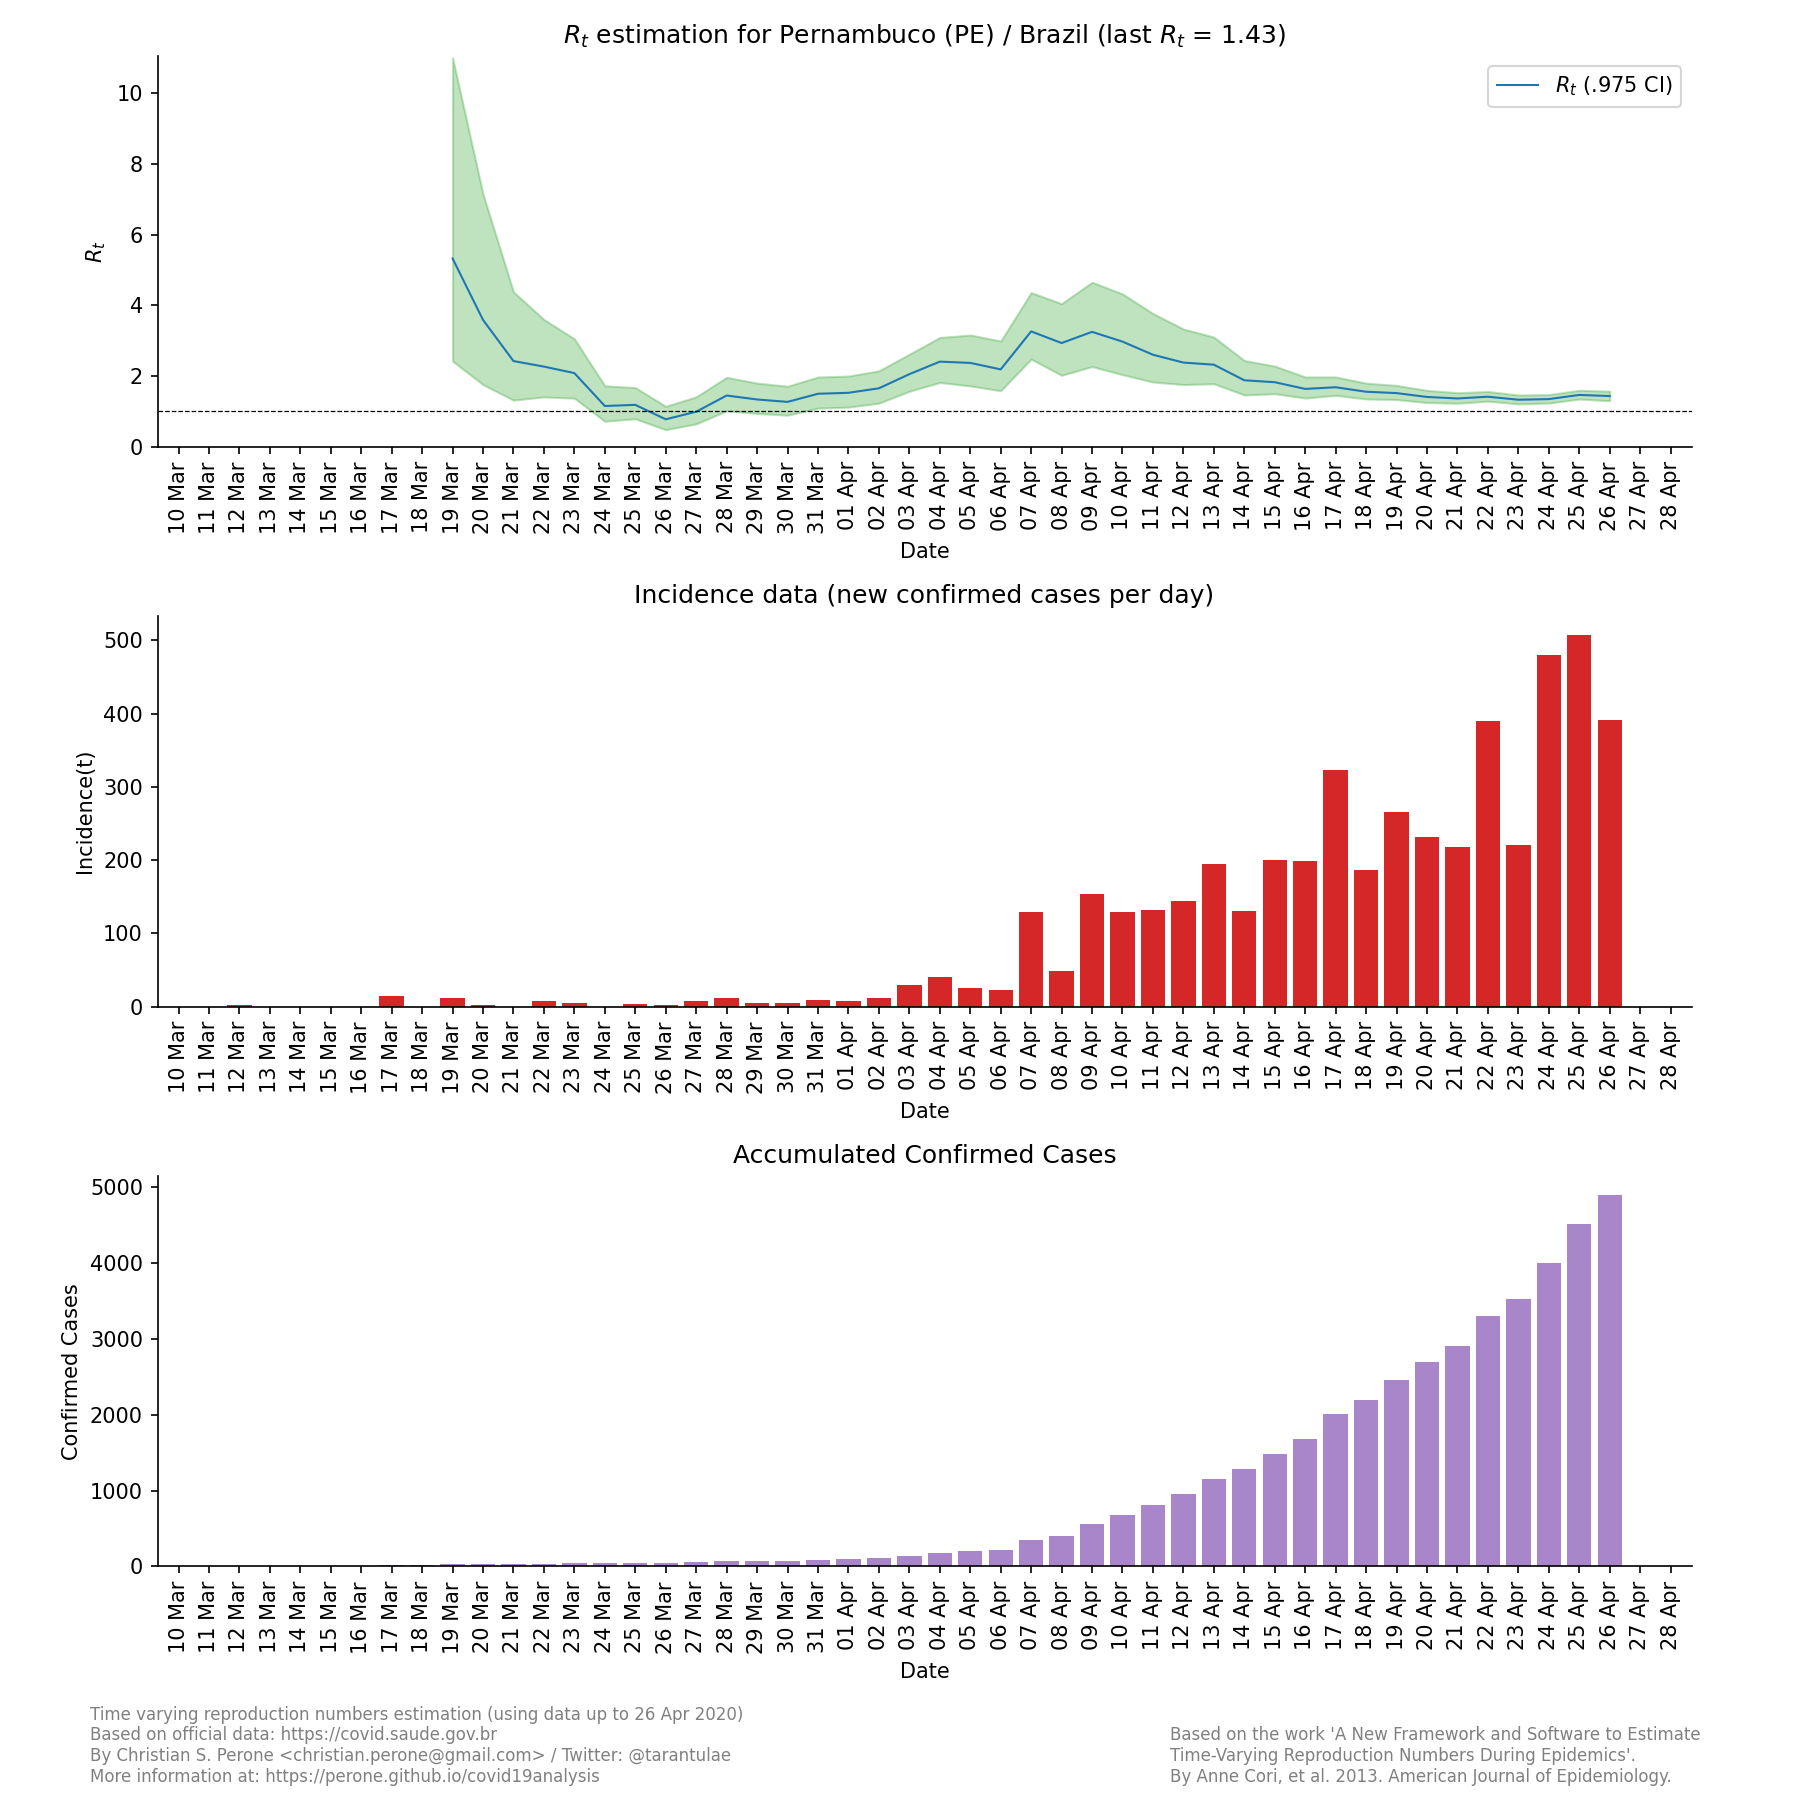 Rt estimation for Pernambuco (PE) / Brazil (last Rt = 1.43)
Rt (.975 CI)
10
8
6
4
2
0
Rt
10 Mar 11 Mar 12 Mar 13 Mar 14 Mar 15 Mar 16 Mar 17 Mar 18 Mar 19 Mar 20 Mar 21 Mar 22 Mar 23 Mar 24 Mar 25 Mar 26 Mar 27 Mar 28 Mar 29 Mar 30 Mar 31 Mar 01 Apr 02 Apr 03 Apr 04 Apr 05 Apr 06 Apr 07 Apr 08 Apr 09 Apr 10 Apr 11 Apr 12 Apr 13 Apr 14 Apr 15 Apr 16 Apr 17 Apr 18 Apr 19 Apr 20 Apr 21 Apr 22 Apr 23 Apr 24 Apr 25 Apr 26 Apr 27 Apr 28 Apr
Date
Incidence data (new confirmed cases per day)
500
400
300
200
100
0
Incidence(t)
10 Mar 11 Mar 12 Mar 13 Mar 14 Mar 15 Mar 16 Mar 17 Mar 18 Mar 19 Mar 20 Mar 21 Mar 22 Mar 23 Mar 24 Mar 25 Mar 26 Mar 27 Mar 28 Mar 29 Mar 30 Mar 31 Mar 01 Apr 02 Apr 03 Apr 04 Apr 05 Apr 06 Apr 07 Apr 08 Apr 09 Apr 10 Apr 11 Apr 12 Apr 13 Apr 14 Apr 15 Apr 16 Apr 17 Apr 18 Apr 19 Apr 20 Apr 21 Apr 22 Apr 23 Apr 24 Apr 25 Apr 26 Apr 27 Apr 28 Apr
Date
Accumulated Confirmed Cases
5000
4000
3000
2000
1000
0
Confirmed Cases
10 Mar 11 Mar 12 Mar 13 Mar 14 Mar 15 Mar 16 Mar 17 Mar 18 Mar 19 Mar 20 Mar 21 Mar 22 Mar 23 Mar 24 Mar 25 Mar 26 Mar 27 Mar 28 Mar 29 Mar 30 Mar 31 Mar 01 Apr 02 Apr 03 Apr 04 Apr 05 Apr 06 Apr 07 Apr 08 Apr 09 Apr 10 Apr 11 Apr 12 Apr 13 Apr 14 Apr 15 Apr 16 Apr 17 Apr 18 Apr 19 Apr 20 Apr 21 Apr 22 Apr 23 Apr 24 Apr 25 Apr 26 Apr 27 Apr 28 Apr
Date
Time varying reproduction numbers estimation (using data up to 26 Apr 2020)
Based on official data: https://covid.saude.gov.br
By Christian S. Perone <christian.perone@gmail.com> / Twitter: @tarantulae
More information at: https://perone.github.io/covid19analysis
Based on the work 'A New Framework and Software to Estimate
Time-Varying Reproduction Numbers During Epidemics'.
By Anne Cori, et al. 2013. American Journal of Epidemiology.